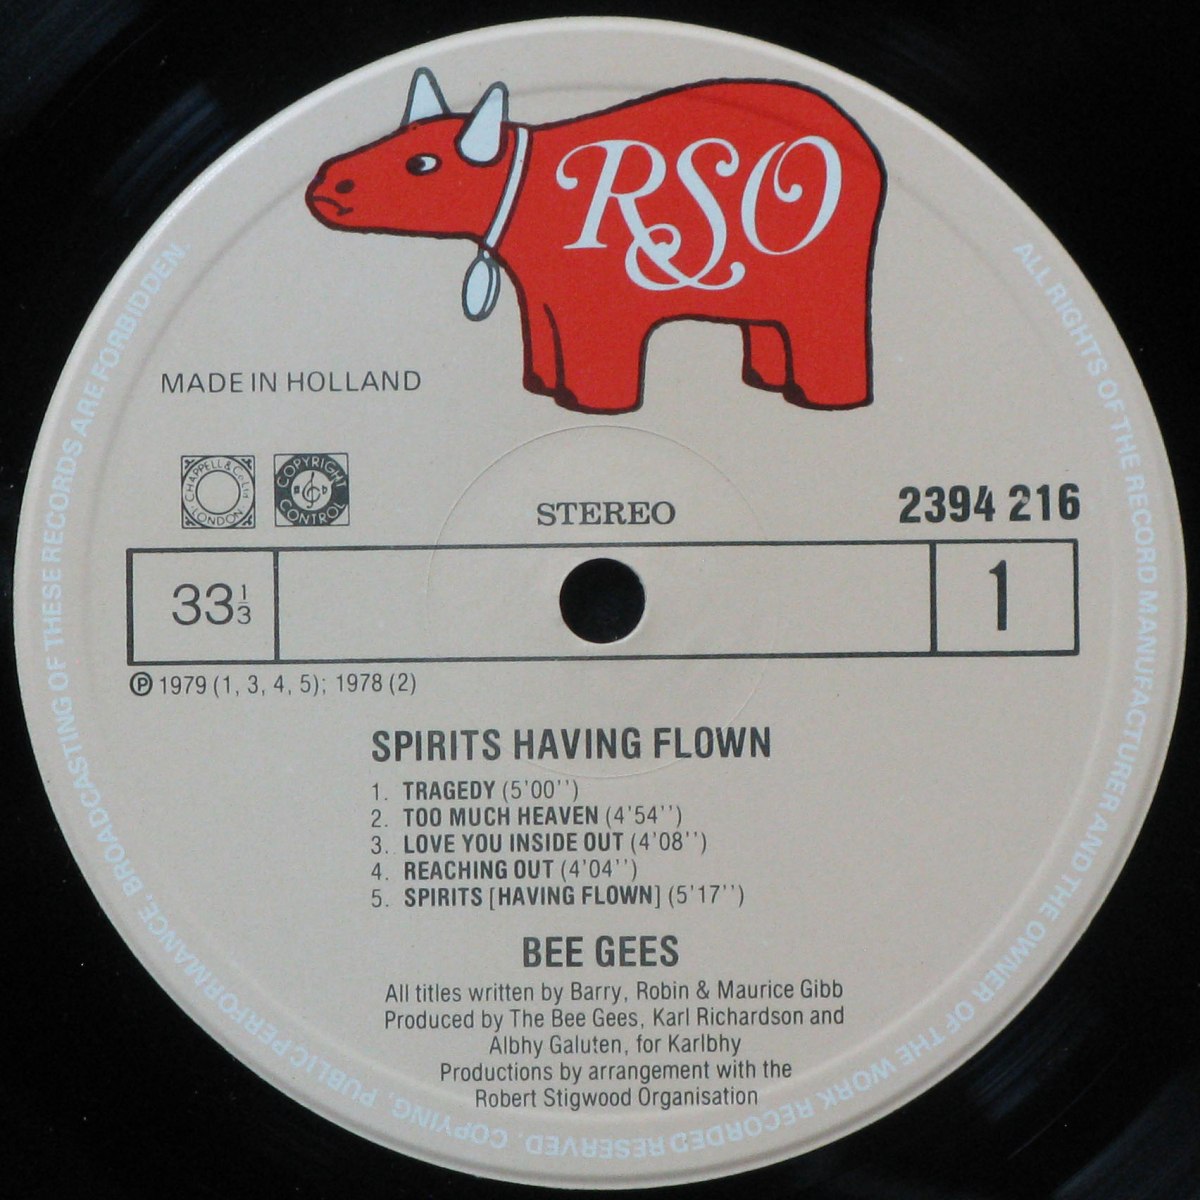 RSO
MADE IN HOLLAND
CHAPPELL & Co Ltd
LONDON
COPYRIGHT
CONTROL
STEREO
2394 216
33 1/3
1
Ⓟ 1979 (1, 3, 4, 5); 1978 (2)
SPIRITS HAVING FLOWN
1. TRAGEDY (5'00'')
2. TOO MUCH HEAVEN (4'54'')
3. LOVE YOU INSIDE OUT (4'08'')
4. REACHING OUT (4'04'')
5. SPIRITS [HAVING FLOWN] (5'17'')
BEE GEES
All titles written by Barry, Robin & Maurice Gibb
Produced by The Bee Gees, Karl Richardson and
Albhy Galuten, for Karlbhy
Productions by arrangement with the
Robert Stigwood Organisation
ALL RIGHTS OF THE RECORD MANUFACTURER AND THE OWNER OF THE WORK RECORDED RESERVED. COPYING, PUBLIC PERFORMANCE, BROADCASTING OF THESE RECORDS ARE FORBIDDEN.